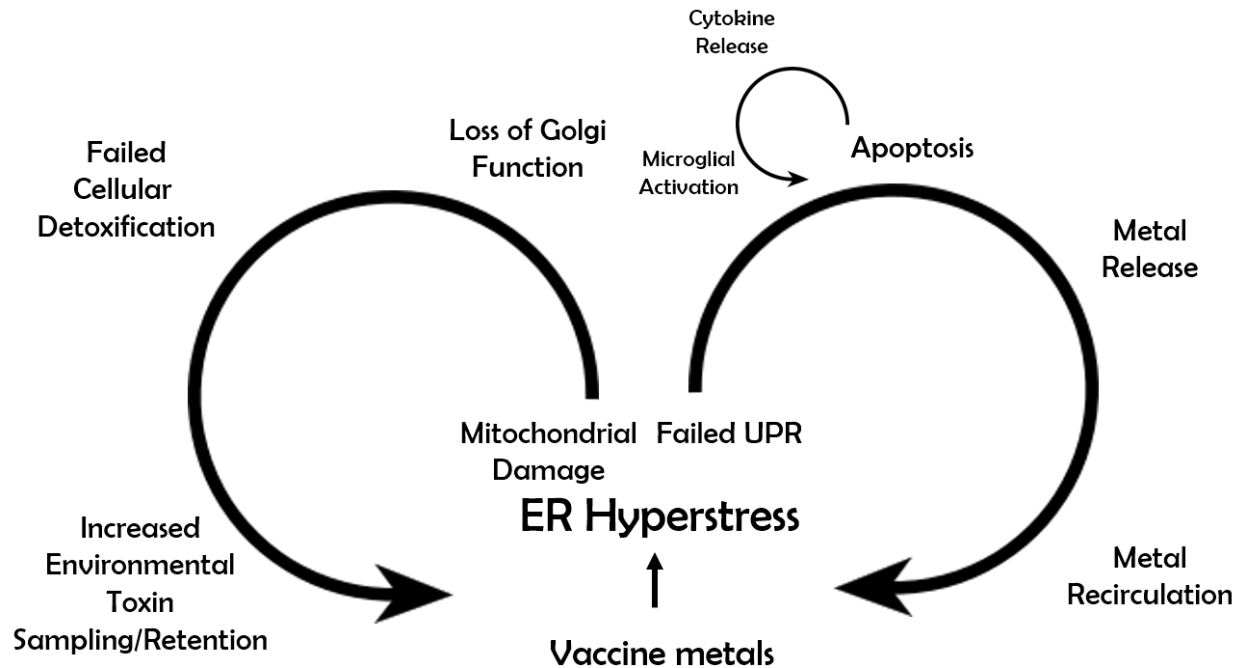 Cytokine
Release
Loss of Golgi
Function
Failed
Cellular
Detoxification
Microglial
Activation
Apoptosis
Metal
Release
Mitochondrial
Damage
Failed UPR
ER Hyperstress
Increased
Environmental
Toxin
Sampling/Retention
Metal
Recirculation
Vaccine metals